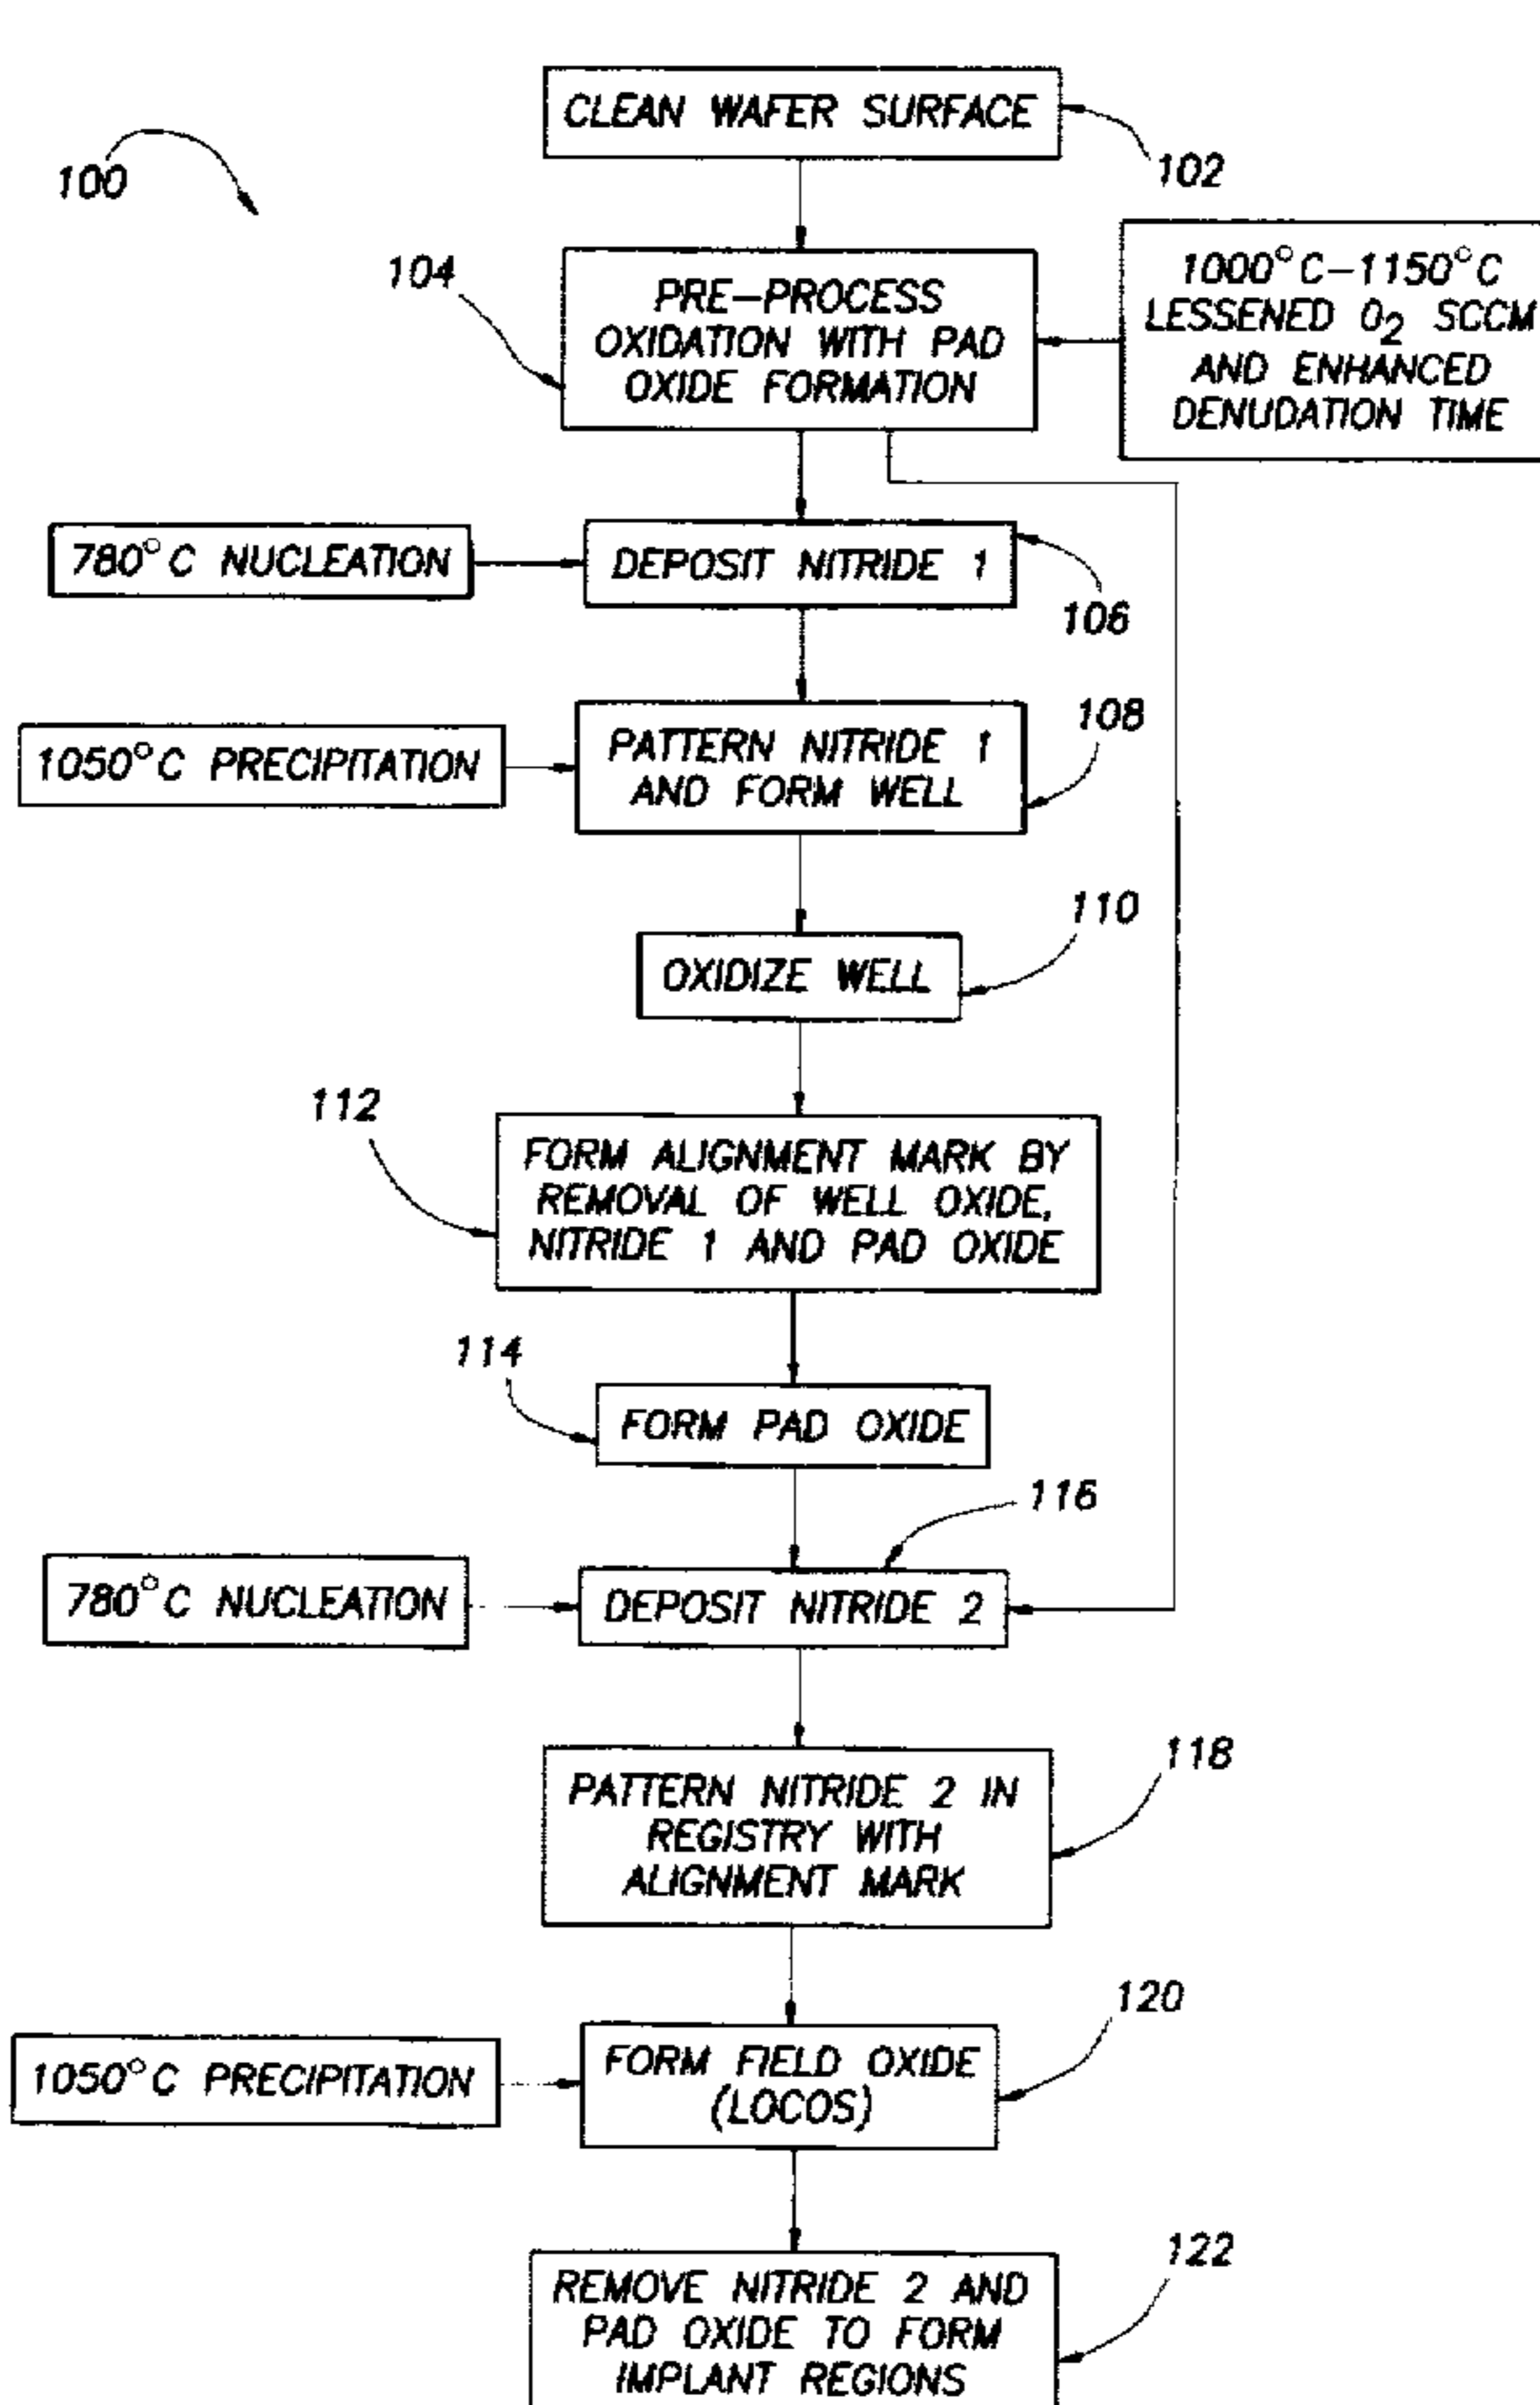 CLEAN WAFER SURFACE
100
102
104
PRE-PROCESS
OXIDATION WITH PAD
OXIDE FORMATION
1000°C-1150°C
LESSENED O2 SCCM
AND ENHANCED
DENUDATION TIME
780°C NUCLEATION
DEPOSIT NITRIDE 1
106
1050°C PRECIPITATION
PATTERN NITRIDE 1
AND FORM WELL
108
110
OXIDIZE WELL
112
FORM ALIGNMENT MARK BY
REMOVAL OF WELL OXIDE,
NITRIDE 1 AND PAD OXIDE
114
FORM PAD OXIDE
116
780°C NUCLEATION
DEPOSIT NITRIDE 2
118
PATTERN NITRIDE 2 IN
REGISTRY WITH
ALIGNMENT MARK
120
1050°C PRECIPITATION
FORM FIELD OXIDE
(LOCOS)
122
REMOVE NITRIDE 2 AND
PAD OXIDE TO FORM
IMPLANT REGIONS